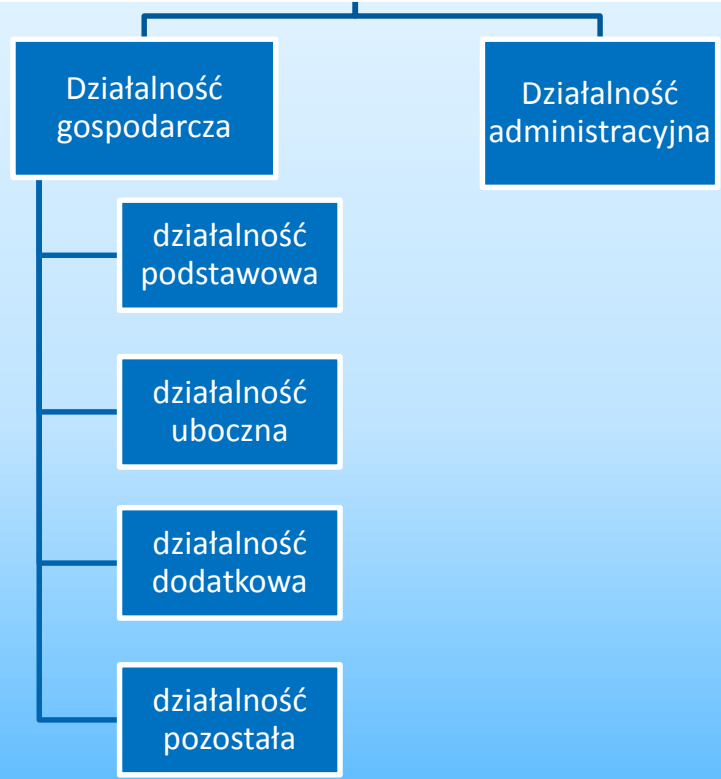 Działalność
gospodarcza
Działalność
administracyjna
działalność
podstawowa
działalność
uboczna
działalność
dodatkowa
działalność
pozostała